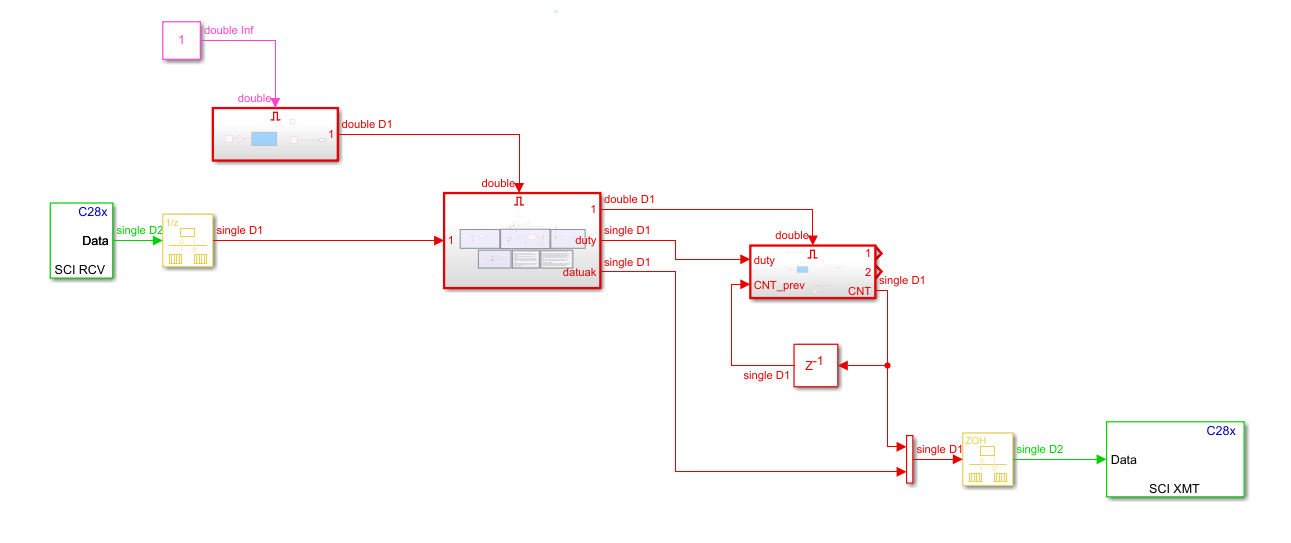 double Inf
1
double
1
double D1
double
C28x
Data
SCI RCV
single D2
1/z
single D1
1
1
duty
datuak
double D1
single D1
single D1
double
duty
CNT_prev
1
2
CNT
single D1
Z-1
single D1
single D1
ZOH
single D2
C28x
Data
SCI XMT